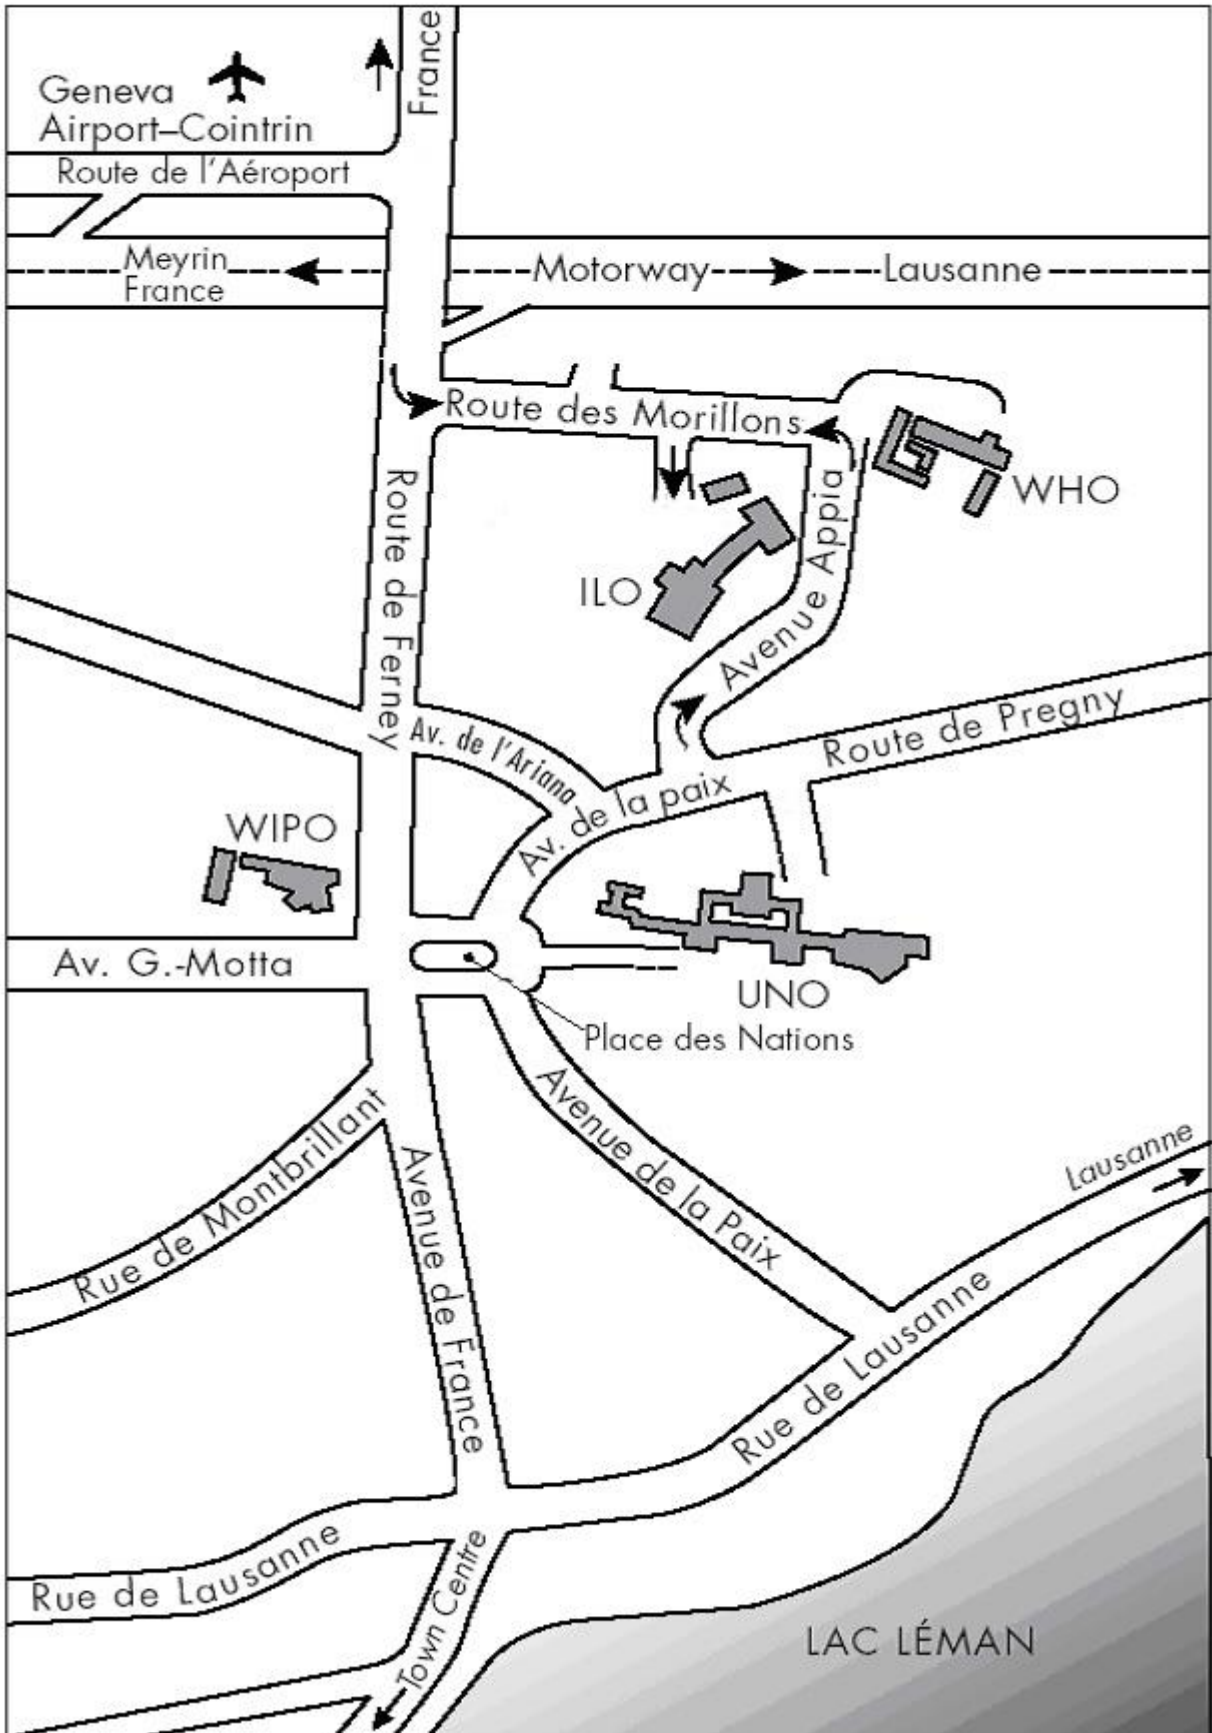 France
Geneva
Airport–Cointrin
Route de l'Aéroport
Meyrin
France
Motorway
Lausanne
Route des Morillons
WHO
Route de Ferney
Avenue Appia
ILO
Route de Pregny
Av. de l'Ariana
Av. de la paix
WIPO
Av. G.-Motta
UNO
Place des Nations
Avenue de la Paix
Rue de Montbrillant
Avenue de France
Lausanne
Rue de Lausanne
Rue de Lausanne
Town Centre
LAC LÉMAN